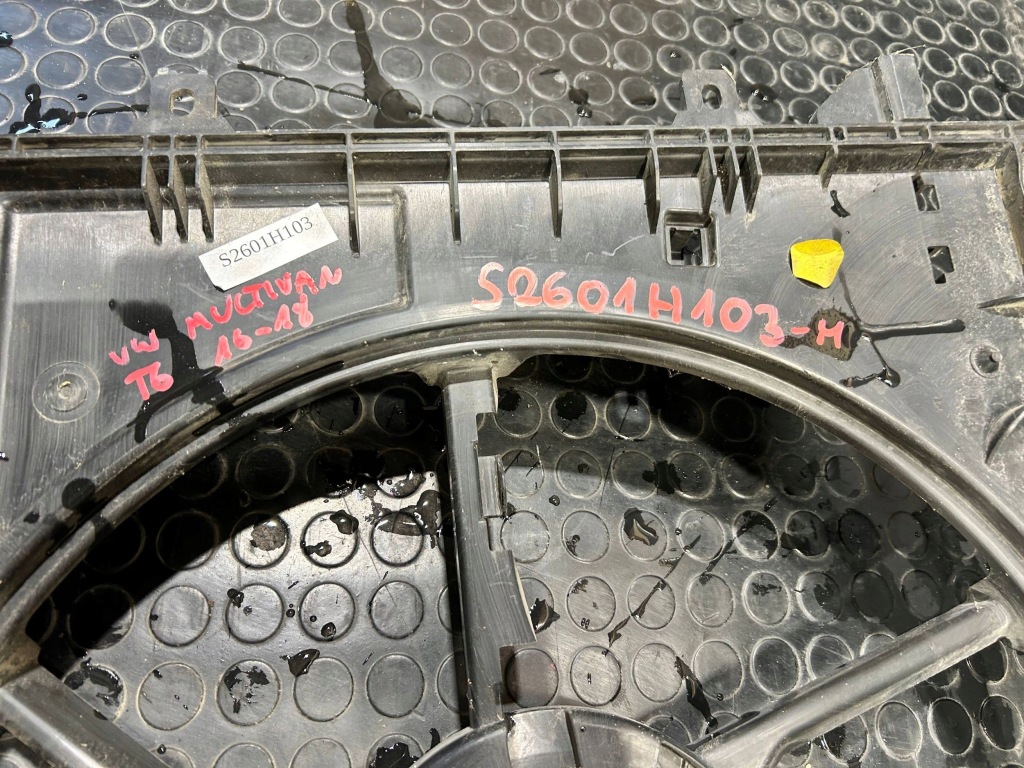 S2601H103
VW MULTIVAN
T6 16-18
S2601H103-H